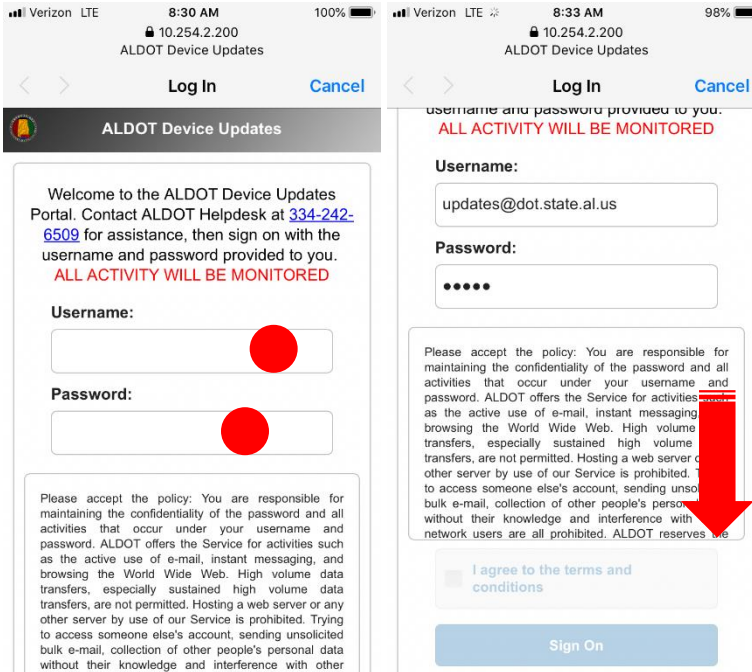 Verizon LTE 8:30 AM 100%
10.254.2.200
ALDOT Device Updates
Log In Cancel
ALDOT Device Updates
Welcome to the ALDOT Device Updates
Portal. Contact ALDOT Helpdesk at 334-242-
6509 for assistance, then sign on with the
username and password provided to you.
ALL ACTIVITY WILL BE MONITORED
Username:
Password:
Please accept the policy: You are responsible for
maintaining the confidentiality of the password and all
activities that occur under your username and
password. ALDOT offers the Service for activities such
as the active use of e-mail, instant messaging, and
browsing the World Wide Web. High volume data
transfers, especially sustained high volume data
transfers, are not permitted. Hosting a web server or any
other server by use of our Service is prohibited. Trying
to access someone else's account, sending unsolicited
bulk e-mail, collection of other people's personal data
without their knowledge and interference with other
Verizon LTE 8:33 AM 98%
10.254.2.200
ALDOT Device Updates
Log In Cancel
username and password provided to you.
ALL ACTIVITY WILL BE MONITORED
Username:
updates@dot.state.al.us
Password:
•••••
Please accept the policy: You are responsible for
maintaining the confidentiality of the password and all
activities that occur under your username and
password. ALDOT offers the Service for activities such
as the active use of e-mail, instant messaging,
browsing the World Wide Web. High volume
transfers, especially sustained high volume
transfers, are not permitted. Hosting a web server
other server by use of our Service is prohibited.
to access someone else's account, sending
bulk e-mail, collection of other people's
without their knowledge and interference with
network users are all prohibited. ALDOT reserves the
I agree to the terms and
conditions
Sign On